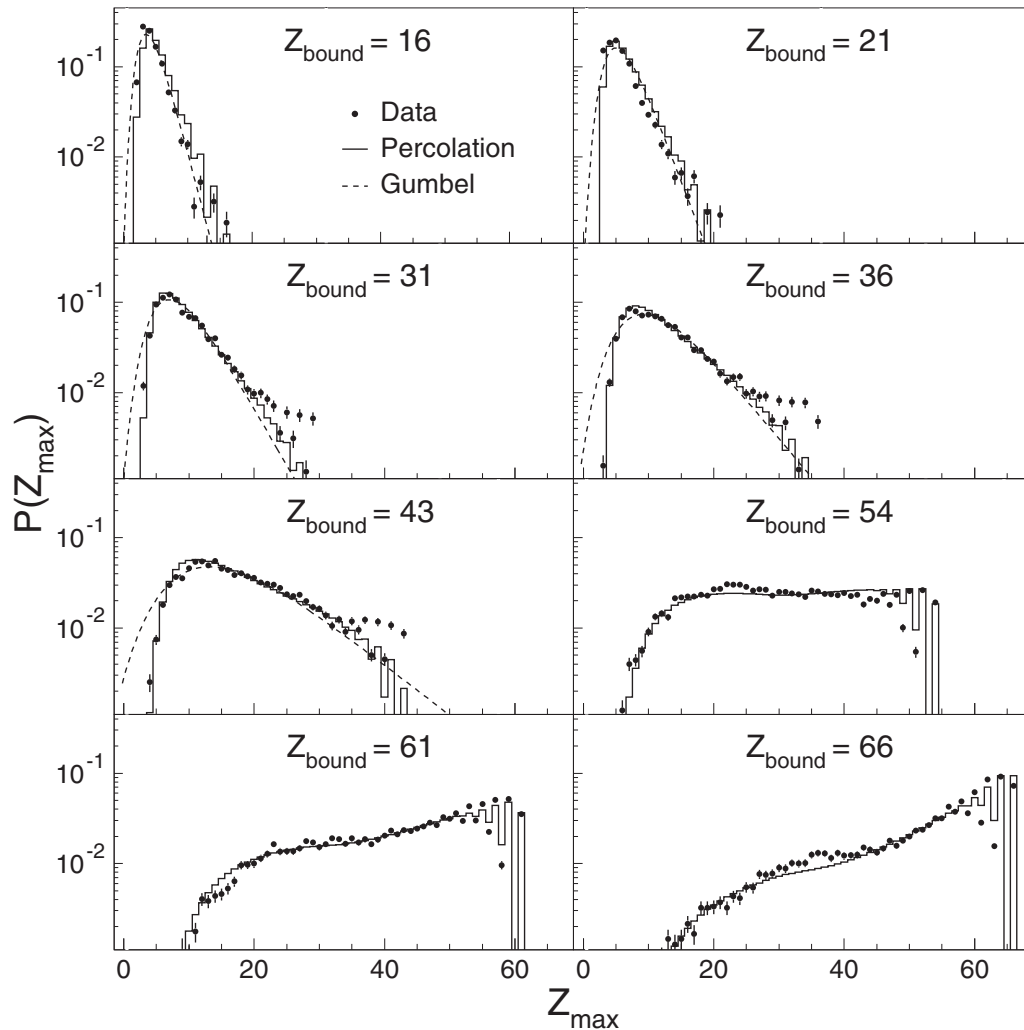 Z_bound = 16
Z_bound = 21
Data
Percolation
Gumbel
10^-1
10^-2
Z_bound = 31
Z_bound = 36
10^-1
10^-2
P(Z_max)
Z_bound = 43
Z_bound = 54
10^-1
10^-2
Z_bound = 61
Z_bound = 66
10^-1
10^-2
0 20 40 60 0 20 40 60
Z_max